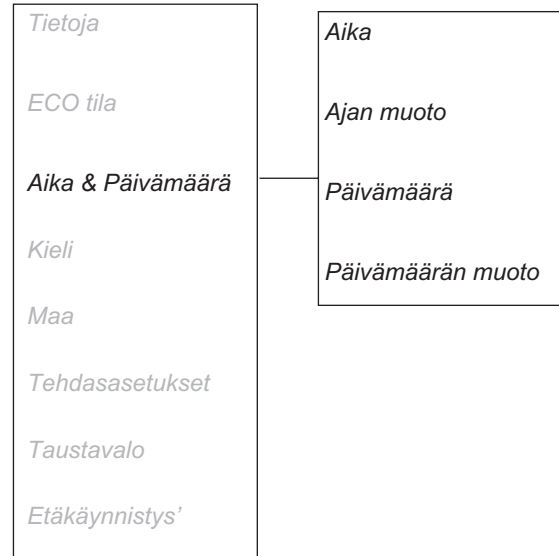 Tietoja
ECO tila
Aika & Päivämäärä
Kieli
Maa
Tehdasasetukset
Taustavalo
Etäkäynnistys'
Aika
Ajan muoto
Päivämäärä
Päivämäärän muoto